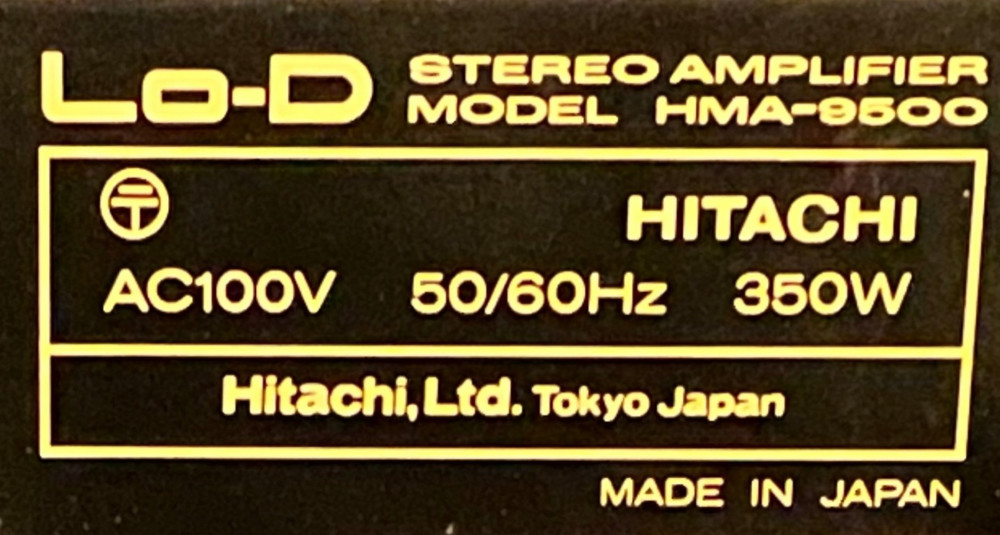 Lo-D STEREO AMPLIFIER
MODEL HMA-9500
〒
HITACHI
AC100V 50/60Hz 350W
Hitachi, Ltd. Tokyo Japan
MADE IN JAPAN